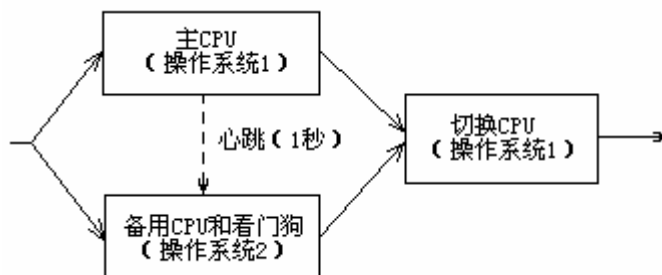 主CPU
(操作系统1)
心跳(1秒)
切换CPU
(操作系统1)
备用CPU和看门狗
(操作系统2)